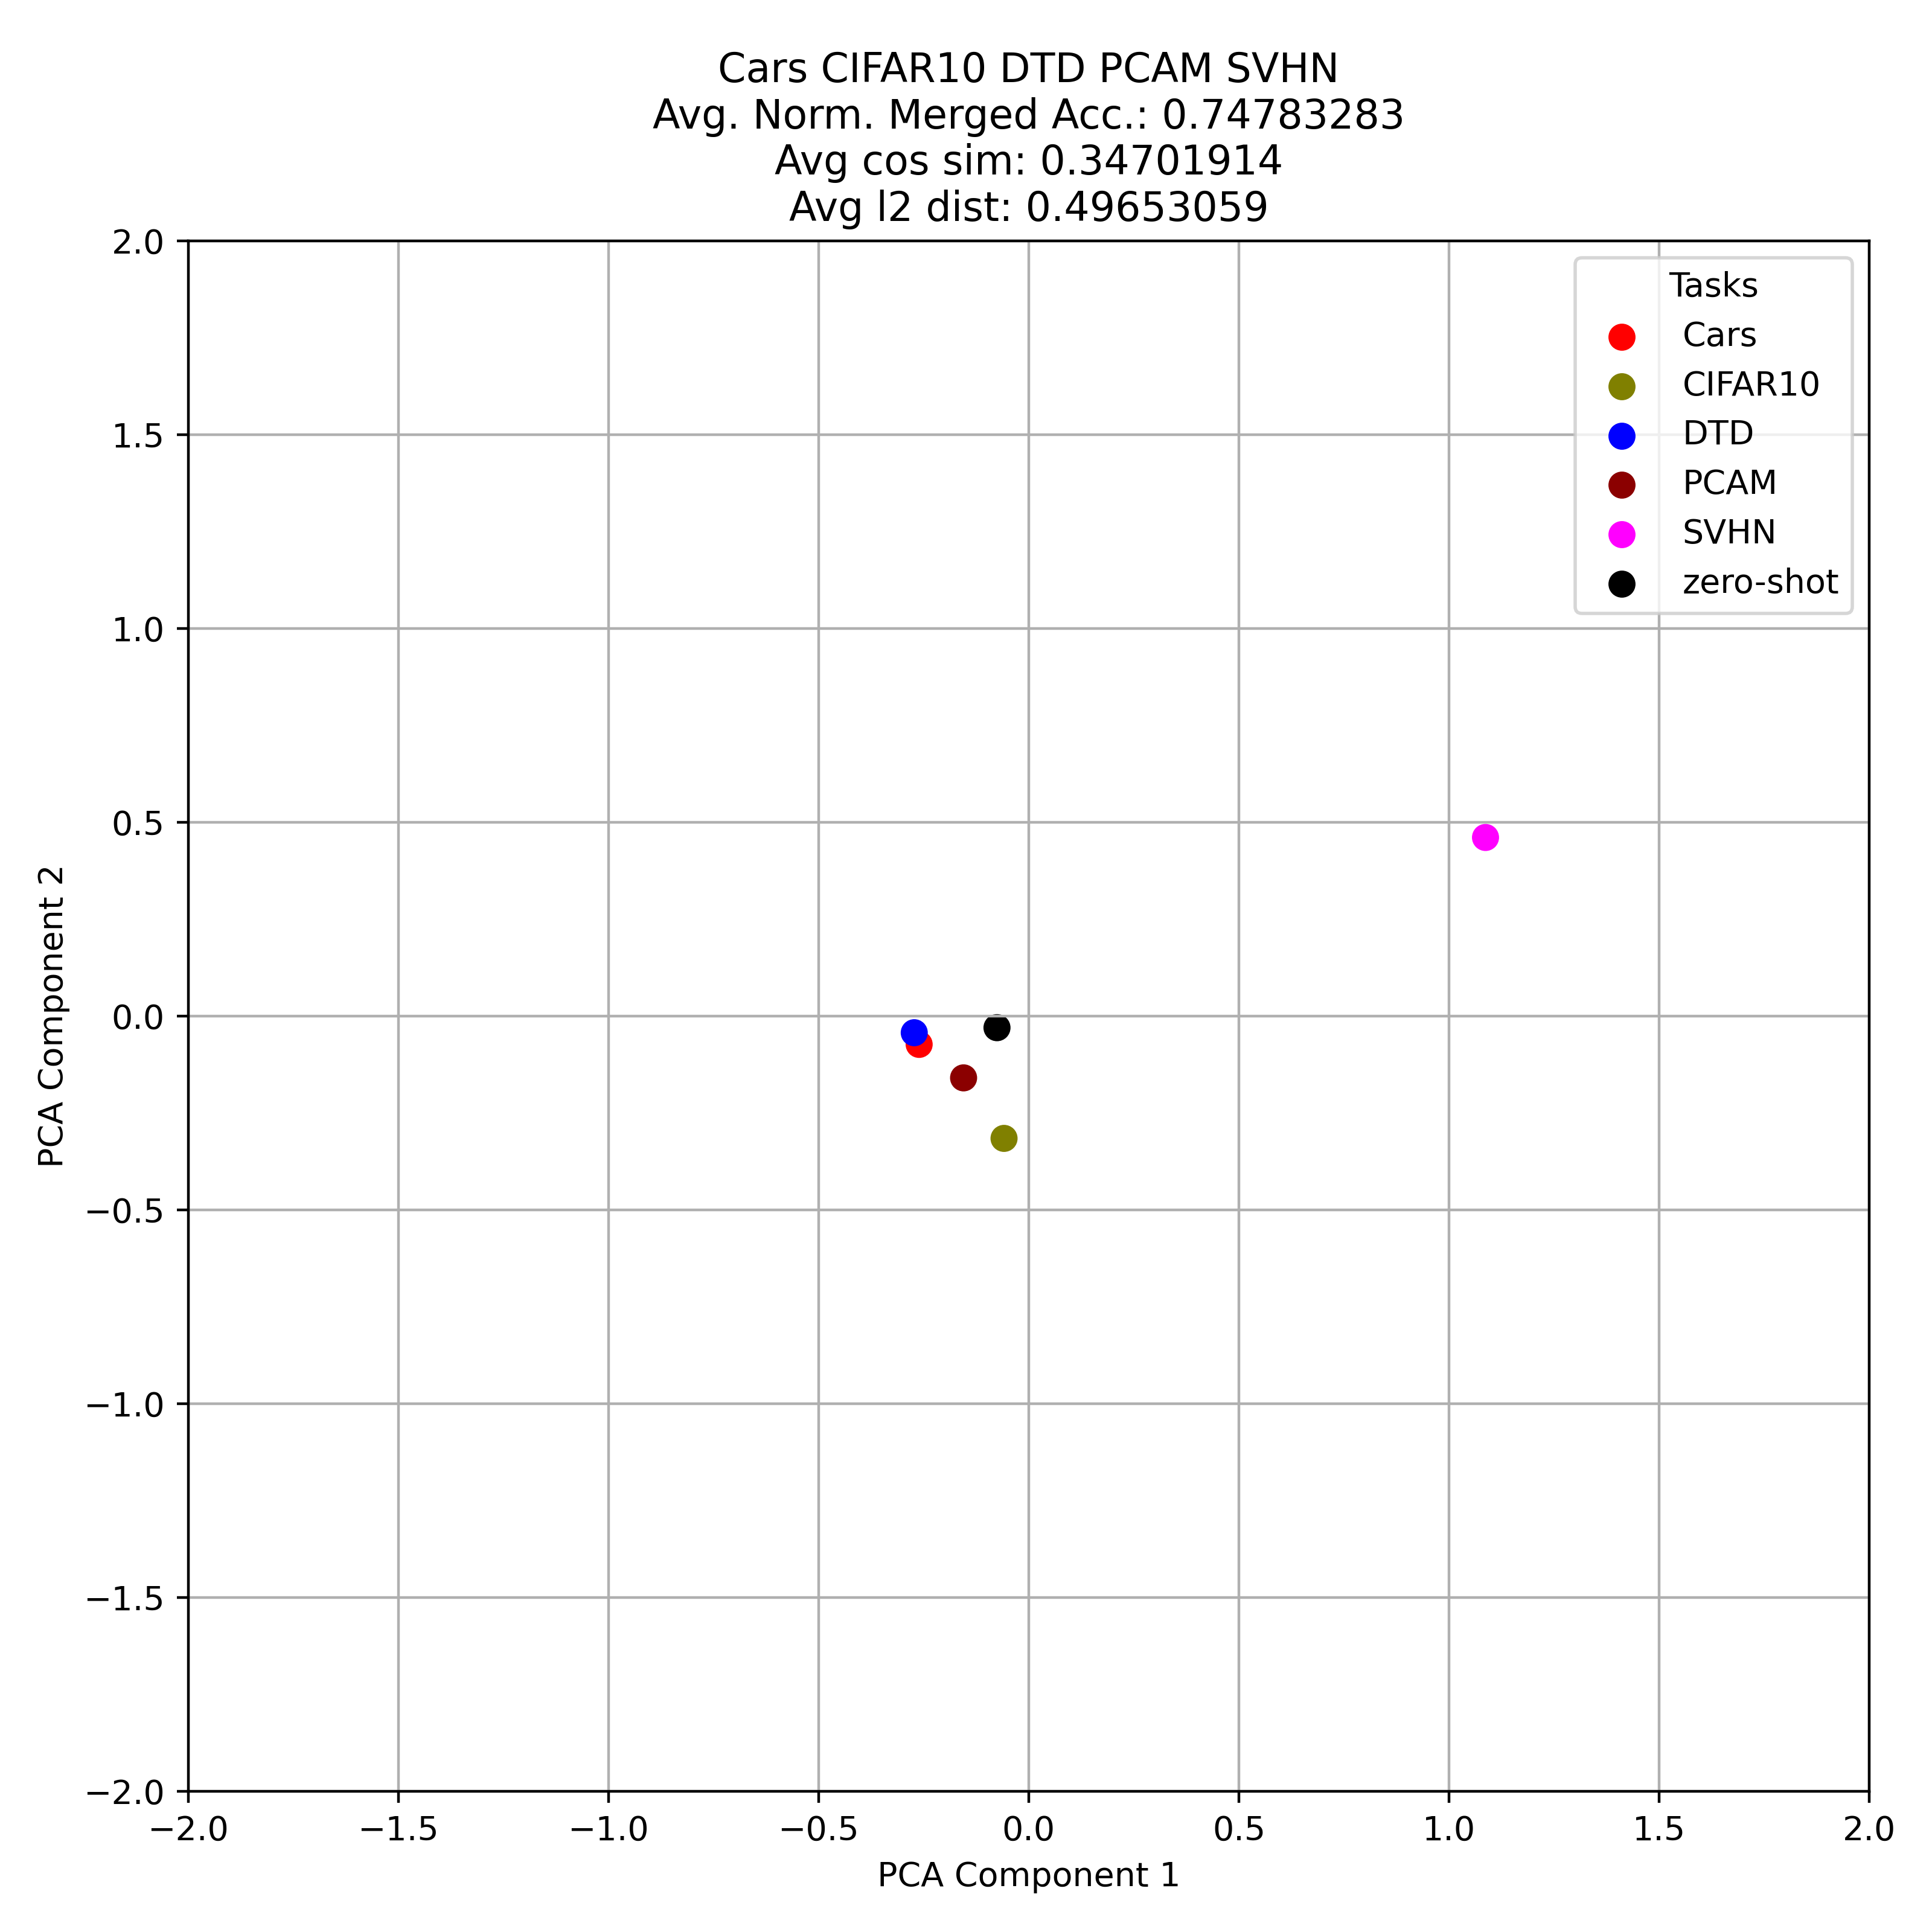 Cars CIFAR10 DTD PCAM SVHN
Avg. Norm. Merged Acc.: 0.74783283
Avg cos sim: 0.34701914
Avg l2 dist: 0.49653059
Tasks
Cars
CIFAR10
DTD
PCAM
SVHN
zero-shot
2.0
1.5
1.0
0.5
0.0
−0.5
−1.0
−1.5
−2.0
PCA Component 2
−2.0 −1.5 −1.0 −0.5 0.0 0.5 1.0 1.5 2.0
PCA Component 1